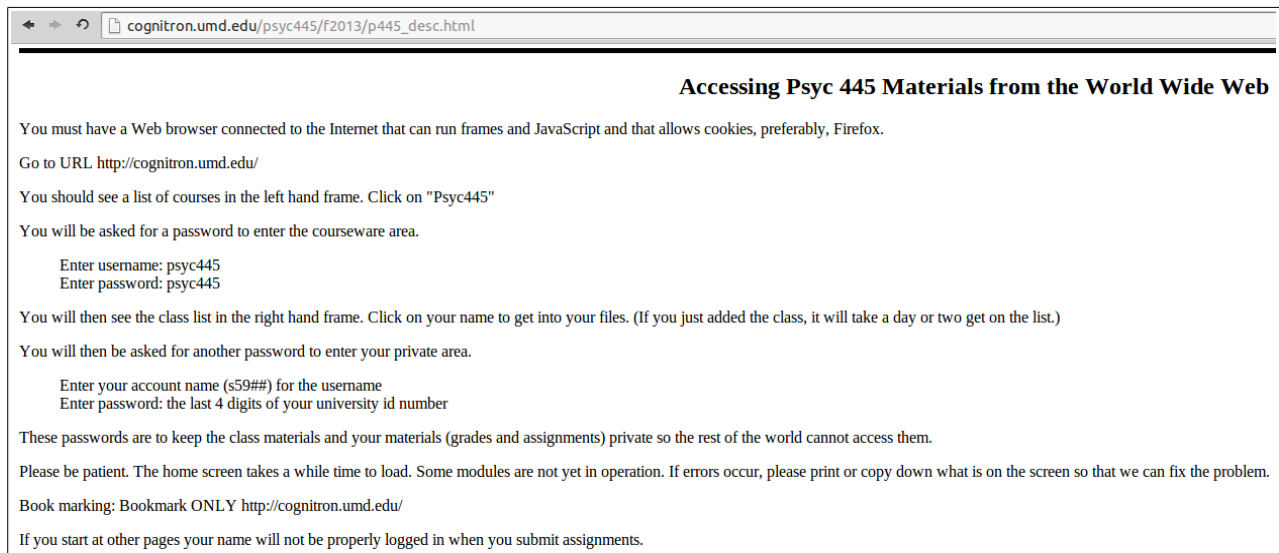 cognitron.umd.edu/psyc445/f2013/p445_desc.html
Accessing Psyc 445 Materials from the World Wide Web
You must have a Web browser connected to the Internet that can run frames and JavaScript and that allows cookies, preferably, Firefox.
Go to URL http://cognitron.umd.edu/
You should see a list of courses in the left hand frame. Click on "Psyc445"
You will be asked for a password to enter the courseware area.
Enter username: psyc445
Enter password: psyc445
You will then see the class list in the right hand frame. Click on your name to get into your files. (If you just added the class, it will take a day or two get on the list.)
You will then be asked for another password to enter your private area.
Enter your account name (s59##) for the username
Enter password: the last 4 digits of your university id number
These passwords are to keep the class materials and your materials (grades and assignments) private so the rest of the world cannot access them.
Please be patient. The home screen takes a while time to load. Some modules are not yet in operation. If errors occur, please print or copy down what is on the screen so that we can fix the problem.
Book marking: Bookmark ONLY http://cognitron.umd.edu/
If you start at other pages your name will not be properly logged in when you submit assignments.